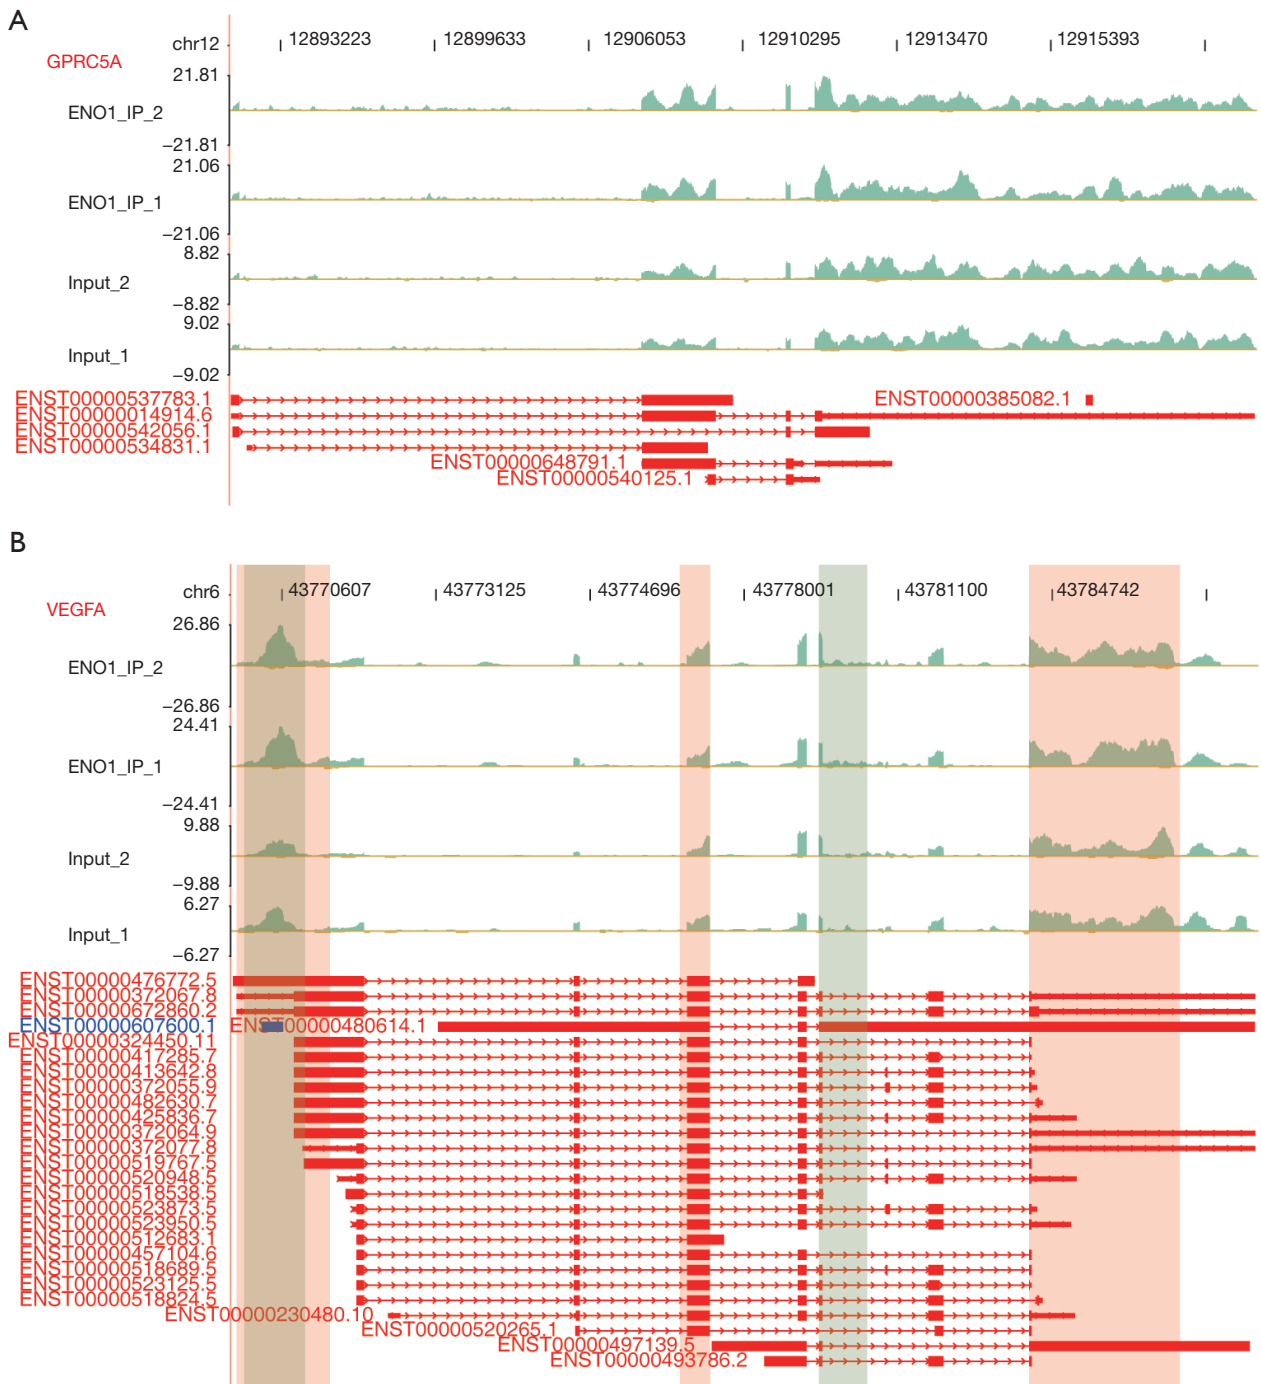 A
chr12 12893223 12899633 12906053 12910295 12913470 12915393
GPRC5A
21.81
ENO1_IP_2
−21.81
21.06
ENO1_IP_1
−21.06
8.82
Input_2
−8.82
9.02
Input_1
−9.02
ENST00000537783.1 ENST00000385082.1
ENST00000014914.6
ENST00000542056.1
ENST00000534831.1
ENST00000648791.1
ENST00000540125.1
B
chr6 43770607 43773125 43774696 43778001 43781100 43784742
VEGFA
26.86
ENO1_IP_2
−26.86
24.41
ENO1_IP_1
−24.41
9.88
Input_2
−9.88
6.27
Input_1
−6.27
ENST00000476772.5
ENST00000372067.8
ENST00000672860.2
ENST00000607600.1 ENST00000480614.1
ENST00000324450.11
ENST00000417285.7
ENST00000413642.8
ENST00000372055.9
ENST00000482630.7
ENST00000425836.7
ENST00000372064.9
ENST00000372077.8
ENST00000519767.5
ENST00000520948.5
ENST00000518538.5
ENST00000523873.5
ENST00000523950.5
ENST00000512683.1
ENST00000457104.6
ENST00000518689.5
ENST00000523125.5
ENST00000518824.5
ENST00000230480.10
ENST00000520265.1
ENST00000497139.5
ENST00000493786.2